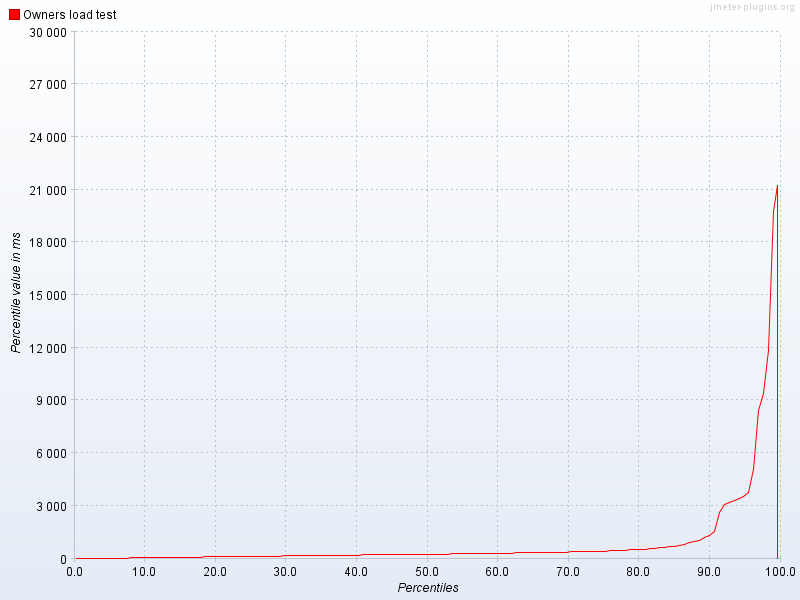 jmeter-plugins.org
Owners load test
30 000
27 000
24 000
21 000
18 000
15 000
12 000
9 000
6 000
3 000
0
Percentile value in ms
0.0 10.0 20.0 30.0 40.0 50.0 60.0 70.0 80.0 90.0 100.0
Percentiles